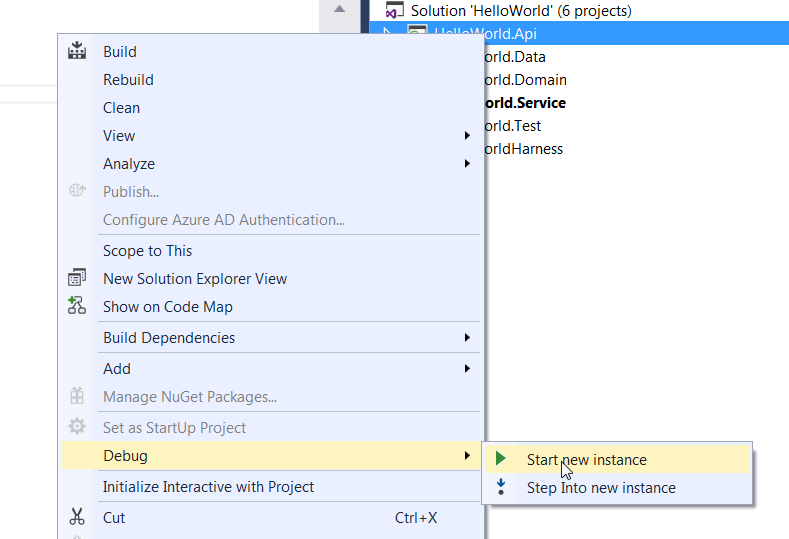 Solution 'HelloWorld' (6 projects)
HelloWorld.Api
orld.Data
orld.Domain
orld.Service
orld.Test
orldHarness
Build
Rebuild
Clean
View
Analyze
Publish...
Configure Azure AD Authentication...
Scope to This
New Solution Explorer View
Show on Code Map
Build Dependencies
Add
Manage NuGet Packages...
Set as StartUp Project
Debug
Start new instance
Step Into new instance
Initialize Interactive with Project
Cut Ctrl+X